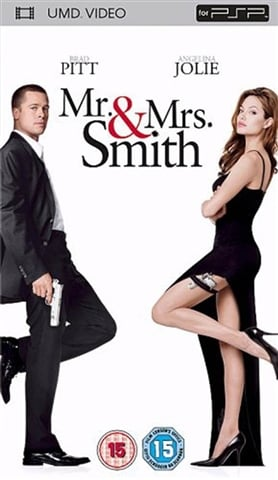 UMD. VIDEO for PSP
BRAD ANGELINA
PITT JOLIE
Mr. & Mrs.
Smith
15 15